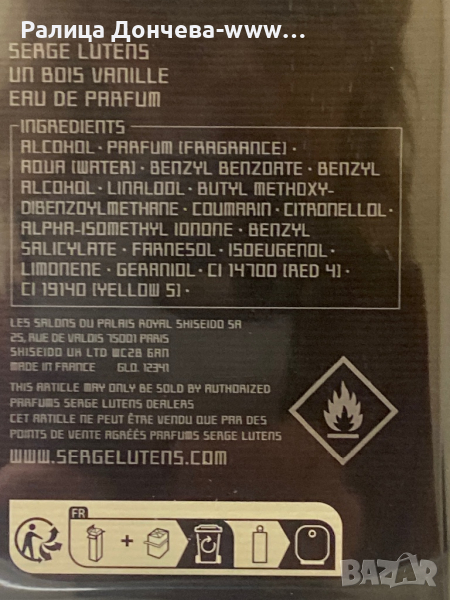 Ралица Дончева-www...
SERGE LUTENS
UN BOIS VANILLE
EAU DE PARFUM
INGREDIENTS
ALCOHOL · PARFUM (FRAGRANCE) ·
AQUA (WATER) · BENZYL BENZOATE · BENZYL
ALCOHOL · LINALOOL · BUTYL METHOXY-
DIBENZOYLMETHANE · COUMARIN · CITRONELLOL ·
ALPHA-ISOMETHYL IONONE · BENZYL
SALICYLATE · FARNESOL · ISOEUGENOL ·
LIMONENE · GERANIOL · CI 14700 (RED 4) ·
CI 19140 (YELLOW 5) ·
LES SALONS DU PALAIS ROYAL SHISEIDO SA
25, RUE DE VALOIS 75001 PARIS
SHISEIDO UK LTD WC2B 6AN
MADE IN FRANCE GLO. 12341
THIS ARTICLE MAY ONLY BE SOLD BY AUTHORIZED
PARFUMS SERGE LUTENS DEALERS
CET ARTICLE NE PEUT ÊTRE VENDU QUE PAR DES
POINTS DE VENTE AGRÉÉS PARFUMS SERGE LUTENS
WWW.SERGELUTENS.COM
FR
BAZAR